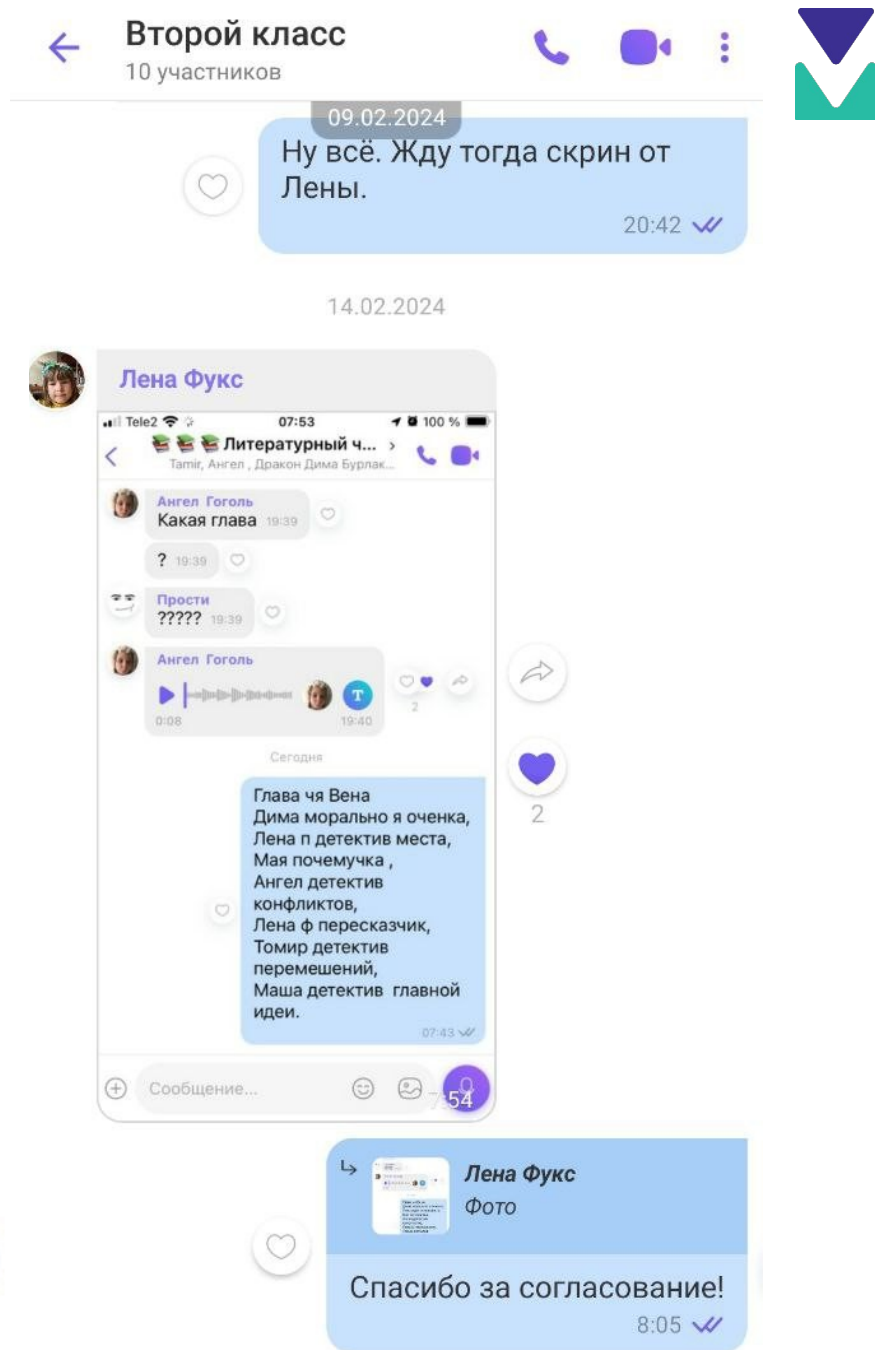 Второй класс
10 участников
09.02.2024
Ну всё. Жду тогда скрин от
Лены.
20:42
14.02.2024
Лена Фукс
Tele2 07:53 100 %
Литературный ч... >
Tamir, Ангел , Дракон Дима Бурлак...
Ангел Гоголь
Какая глава 19:39
? 19:39
Прости
????? 19:39
Ангел Гоголь
T
0:08 19:40
2
Сегодня
Глава чя Вена
Дима морально я оченка,
Лена п детектив места,
Мая почемучка ,
Ангел детектив
конфликтов,
Лена ф пересказчик,
Томир детектив
перемешений,
Маша детектив главной
идеи.
07:43
2
Сообщение...
7:54
Лена Фукс
Фото
Спасибо за согласование!
8:05